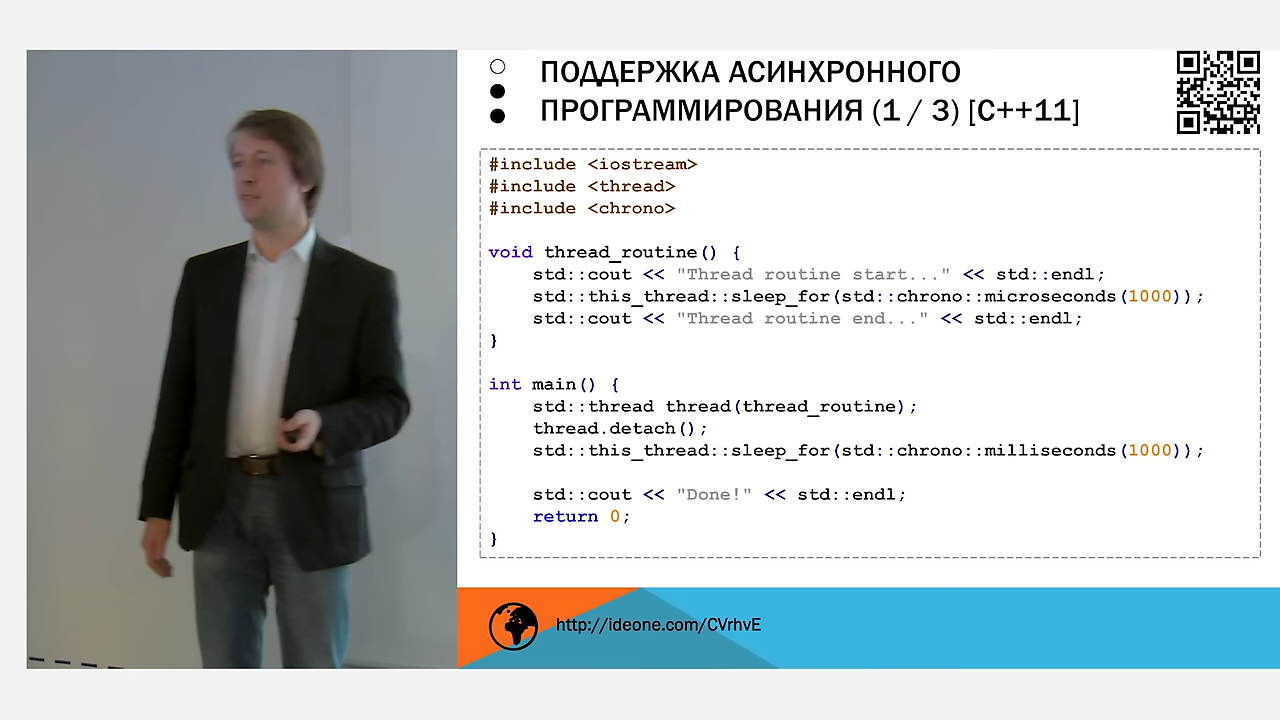 ПОДДЕРЖКА АСИНХРОННОГО
ПРОГРАММИРОВАНИЯ (1 / 3) [C++11]
#include <iostream>
#include <thread>
#include <chrono>
void thread_routine() {
    std::cout << "Thread routine start..." << std::endl;
    std::this_thread::sleep_for(std::chrono::microseconds(1000));
    std::cout << "Thread routine end..." << std::endl;
}
int main() {
    std::thread thread(thread_routine);
    thread.detach();
    std::this_thread::sleep_for(std::chrono::milliseconds(1000));
    std::cout << "Done!" << std::endl;
    return 0;
}
http://ideone.com/CVrhvE